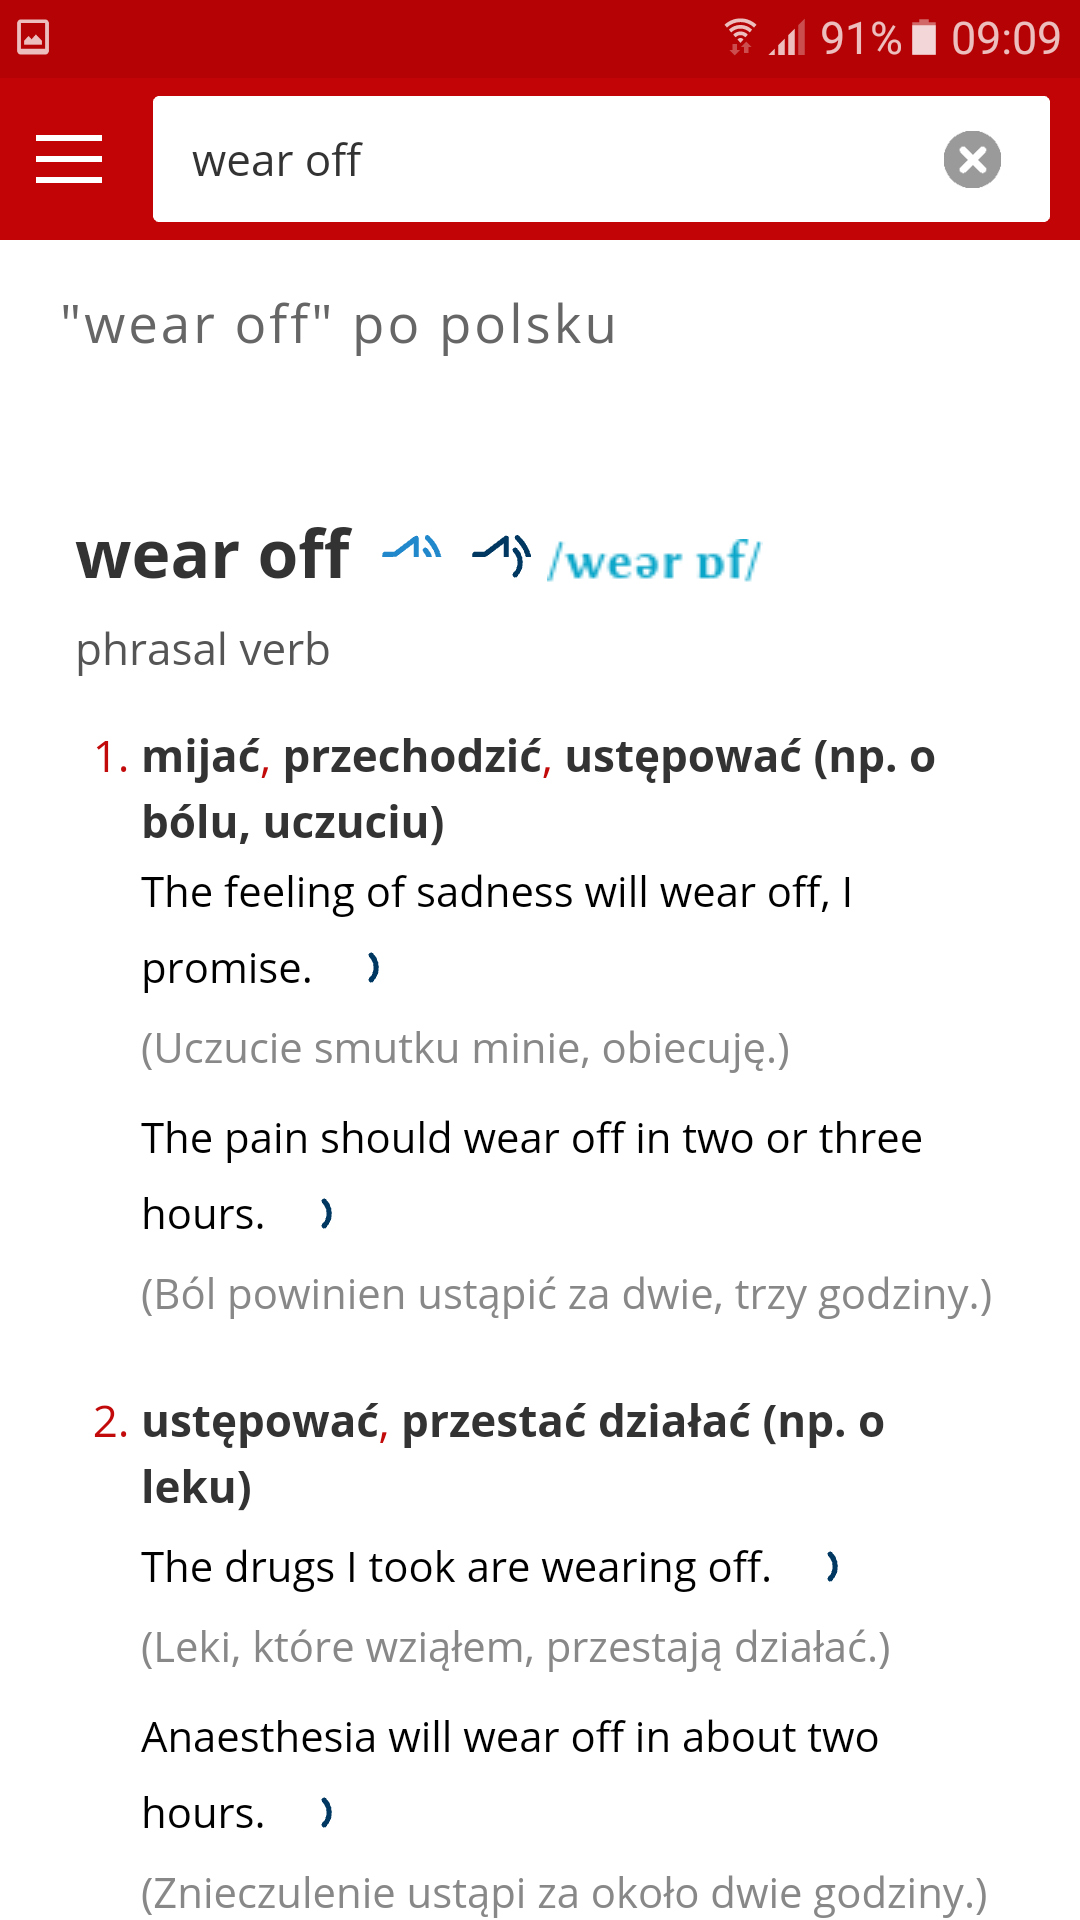 91% 09:09
wear off
"wear off" po polsku
wear off /weər ɒf/
phrasal verb
1. mijać, przechodzić, ustępować (np. o
bólu, uczuciu)
The feeling of sadness will wear off, I
promise.
(Uczucie smutku minie, obiecuję.)
The pain should wear off in two or three
hours.
(Ból powinien ustąpić za dwie, trzy godziny.)
2. ustępować, przestać działać (np. o
leku)
The drugs I took are wearing off.
(Leki, które wziąłem, przestają działać.)
Anaesthesia will wear off in about two
hours.
(Znieczulenie ustąpi za około dwie godziny.)